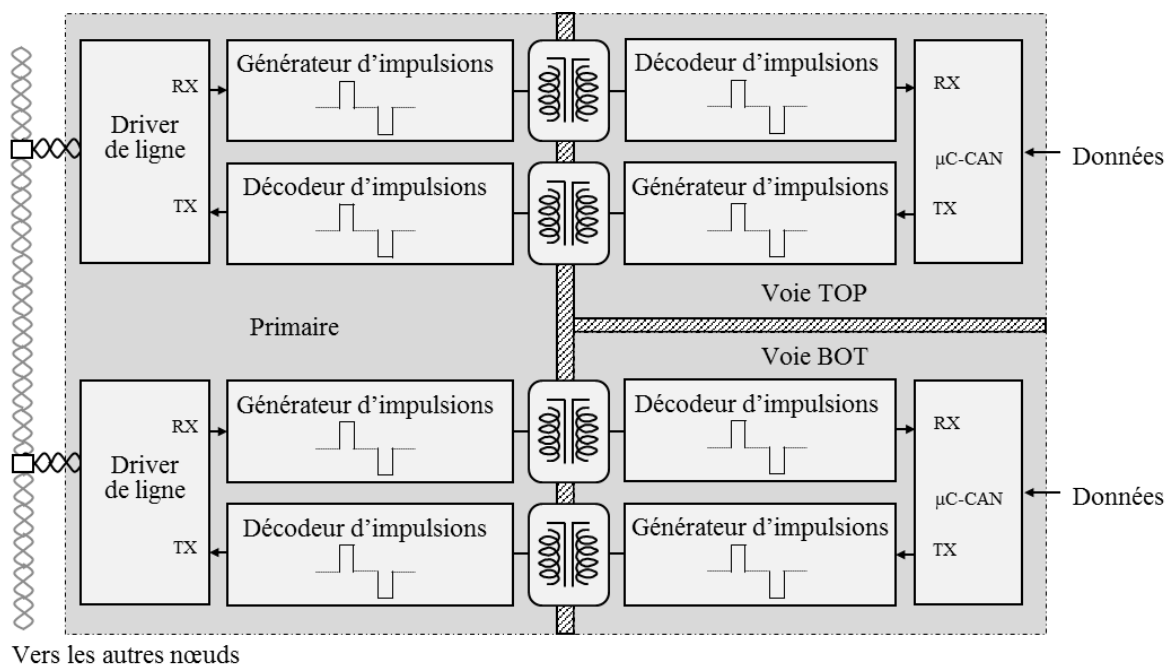 Générateur d’impulsions
Décodeur d’impulsions
RX
RX
Driver
de ligne
µC-CAN
Données
Décodeur d’impulsions
Générateur d’impulsions
TX
TX
Voie TOP
Primaire
Voie BOT
Générateur d’impulsions
Décodeur d’impulsions
RX
RX
Driver
de ligne
µC-CAN
Données
Décodeur d’impulsions
Générateur d’impulsions
TX
TX
Vers les autres nœuds